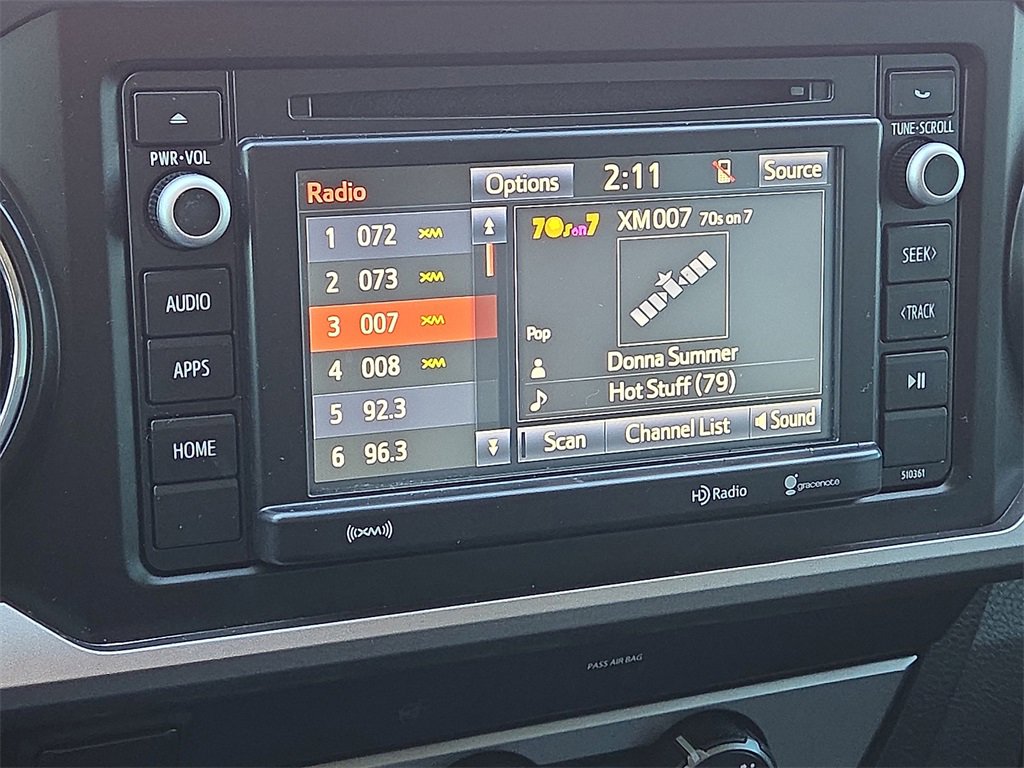 PWR•VOL
AUDIO
APPS
HOME
Radio
Options
2:11
Source
1 072 XM
2 073 XM
3 007 XM
4 008 XM
5 92.3
6 96.3
70s on 7 XM007 70s on 7
Pop
Donna Summer
Hot Stuff (79)
Scan
Channel List
Sound
TUNE•SCROLL
SEEK>
<TRACK
510361
((XM))
HD Radio
gracenote
PASS AIR BAG